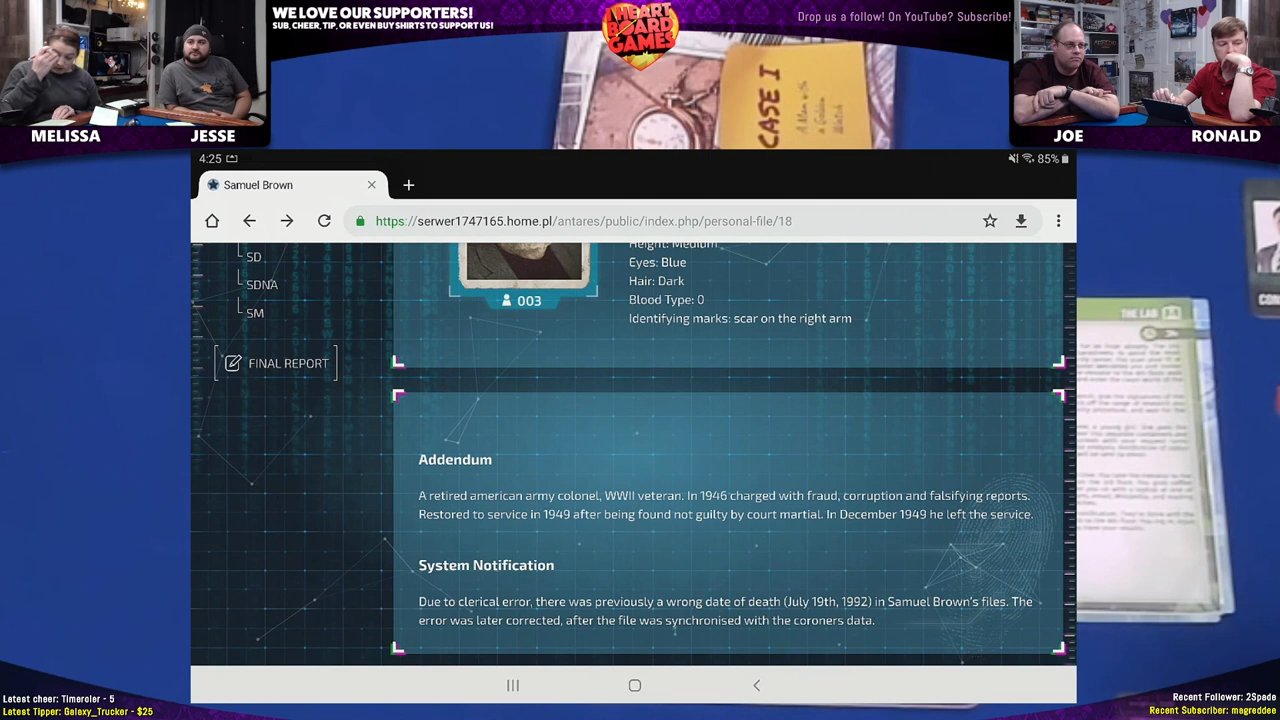 WE LOVE OUR SUPPORTERS!
SUB, CHEER, TIP, OR EVEN BUY SHIRTS TO SUPPORT US!
I HEART
BOARD
GAMES
Drop us a follow! On YouTube? Subscribe!
MELISSA
JESSE
JOE
RONALD
CASE I
4:25
85%
Samuel Brown
https://serwer1747165.home.pl/antares/public/index.php/personal-file/18
SD
SDNA
SM
FINAL REPORT
003
Height: Medium
Eyes: Blue
Hair: Dark
Blood Type: 0
Identifying marks: scar on the right arm
Addendum
A retired american army colonel, WWII veteran. In 1946 charged with fraud, corruption and falsifying reports.
Restored to service in 1949 after being found not guilty by court martial. In December 1949 he left the service.
System Notification
Due to clerical error, there was previously a wrong date of death (July 19th, 1992) in Samuel Brown's files. The
error was later corrected, after the file was synchronised with the coroners data.
THE LAB
Latest cheer: Timeroler - 5
Latest Tipper: Galaxy_Trucker - $25
Recent Follower: 2Spade
Recent Subscriber: magreddee